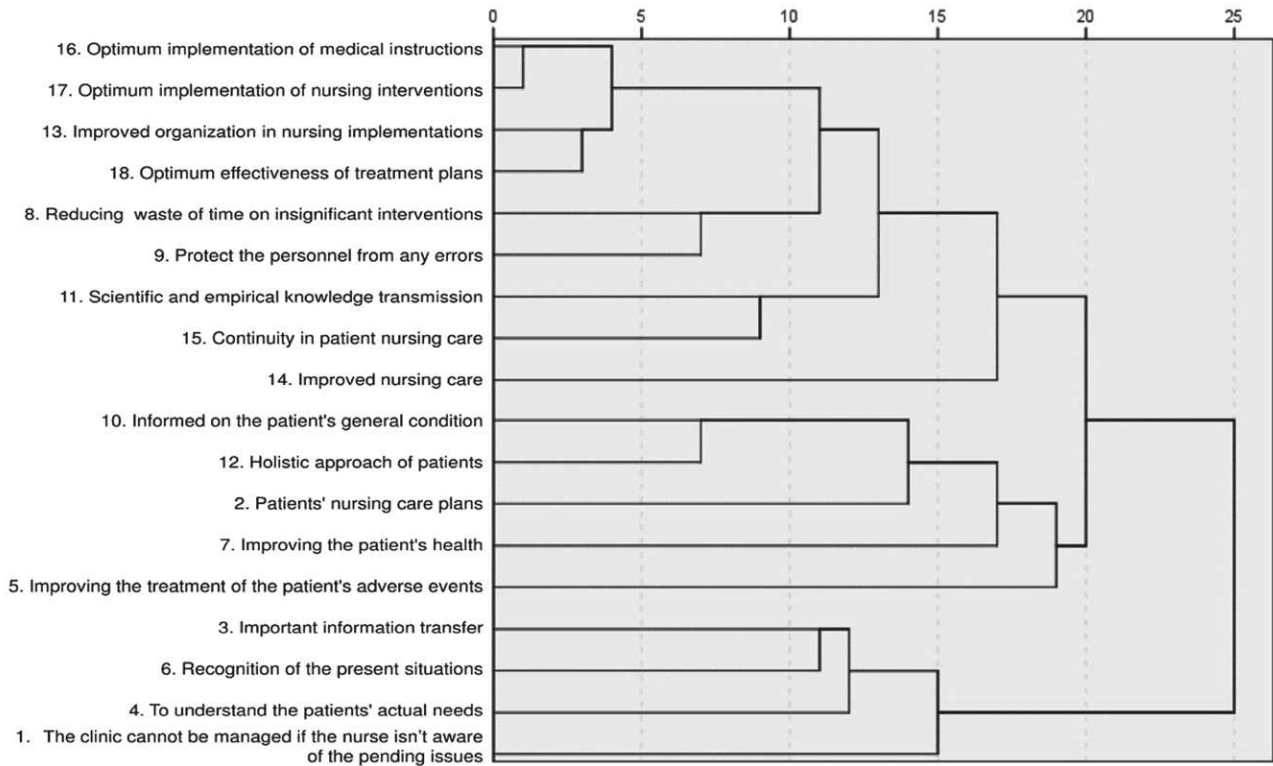 0 5 10 15 20 25
16. Optimum implementation of medical instructions
17. Optimum implementation of nursing interventions
13. Improved organization in nursing implementations
18. Optimum effectiveness of treatment plans
8. Reducing waste of time on insignificant interventions
9. Protect the personnel from any errors
11. Scientific and empirical knowledge transmission
15. Continuity in patient nursing care
14. Improved nursing care
10. Informed on the patient's general condition
12. Holistic approach of patients
2. Patients' nursing care plans
7. Improving the patient's health
5. Improving the treatment of the patient's adverse events
3. Important information transfer
6. Recognition of the present situations
4. To understand the patients' actual needs
1. The clinic cannot be managed if the nurse isn't aware
of the pending issues